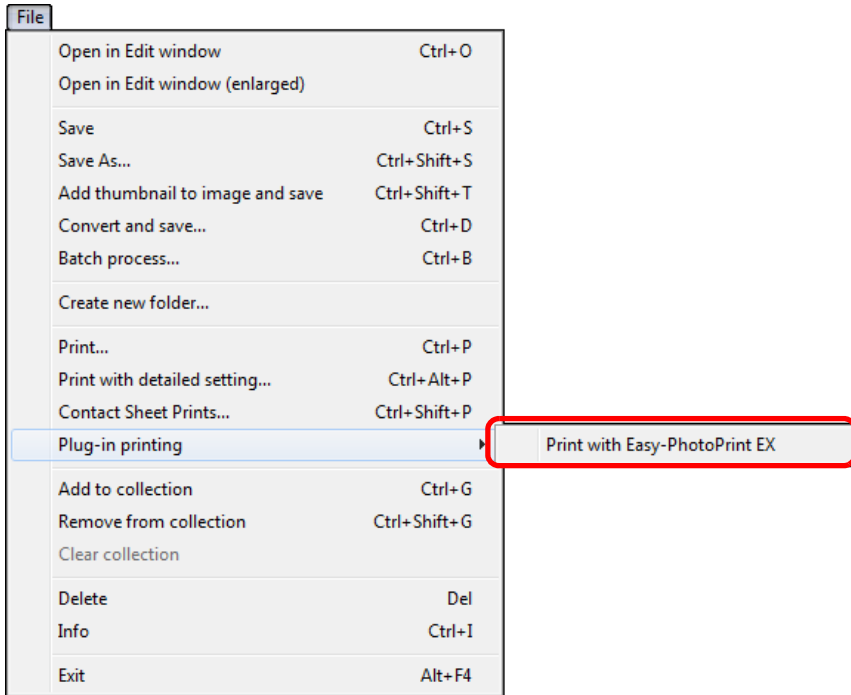 File
Open in Edit window Ctrl+O
Open in Edit window (enlarged)
Save Ctrl+S
Save As... Ctrl+Shift+S
Add thumbnail to image and save Ctrl+Shift+T
Convert and save... Ctrl+D
Batch process... Ctrl+B
Create new folder...
Print... Ctrl+P
Print with detailed setting... Ctrl+Alt+P
Contact Sheet Prints... Ctrl+Shift+P
Plug-in printing Print with Easy-PhotoPrint EX
Add to collection Ctrl+G
Remove from collection Ctrl+Shift+G
Clear collection
Delete Del
Info Ctrl+I
Exit Alt+F4